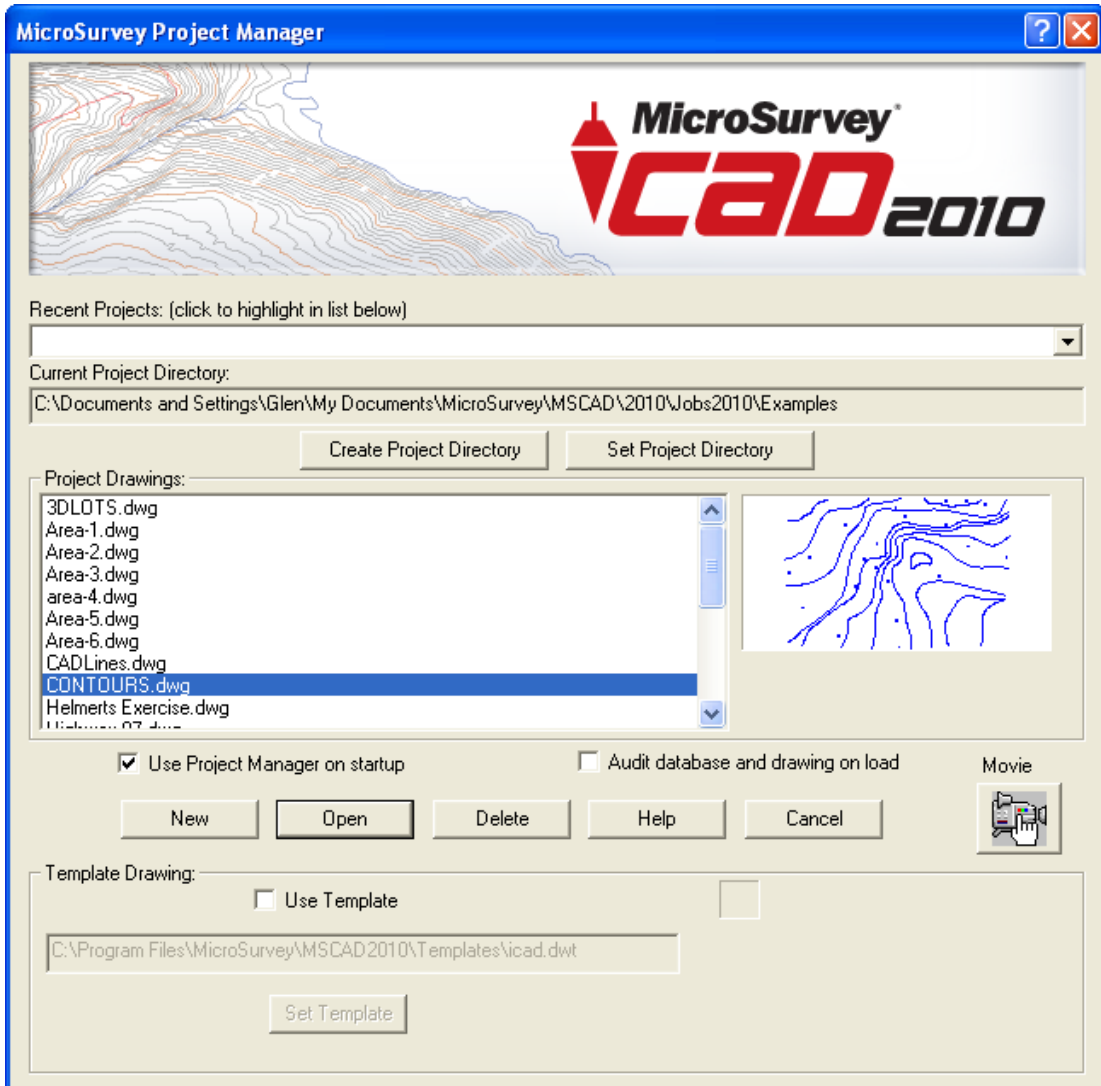 MicroSurvey Project Manager
MicroSurvey®
CAD 2010
Recent Projects: (click to highlight in list below)
Current Project Directory:
C:\Documents and Settings\Glen\My Documents\MicroSurvey\MSCAD\2010\Jobs2010\Examples
Create Project Directory Set Project Directory
Project Drawings:
3DLOTS.dwg
Area-1.dwg
Area-2.dwg
Area-3.dwg
area-4.dwg
Area-5.dwg
Area-6.dwg
CADLines.dwg
CONTOURS.dwg
Helmerts Exercise.dwg
Use Project Manager on startup Audit database and drawing on load Movie
New Open Delete Help Cancel
Template Drawing:
Use Template
C:\Program Files\MicroSurvey\MSCAD2010\Templates\icad.dwt
Set Template